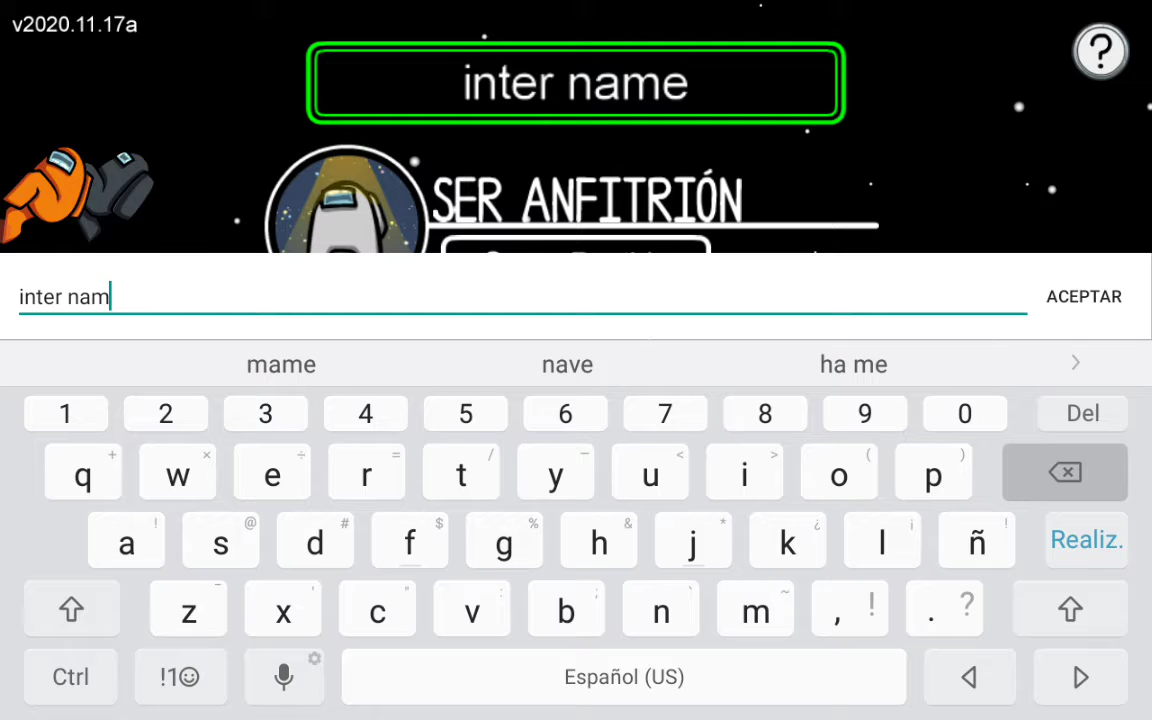 v2020.11.17a
inter name
?
SER ANFITRIÓN
inter nam
ACEPTAR
mame nave ha me >
1 2 3 4 5 6 7 8 9 0 Del
q + w × e ÷ r = t / y − u < i > o ( p )
a ! s @ d # f $ g % h & j * k ¿ l ¡ ñ ! Realiz.
z - x ' c " v : b ; n ` m ~ , ! . ?
Ctrl !1☺ Español (US)